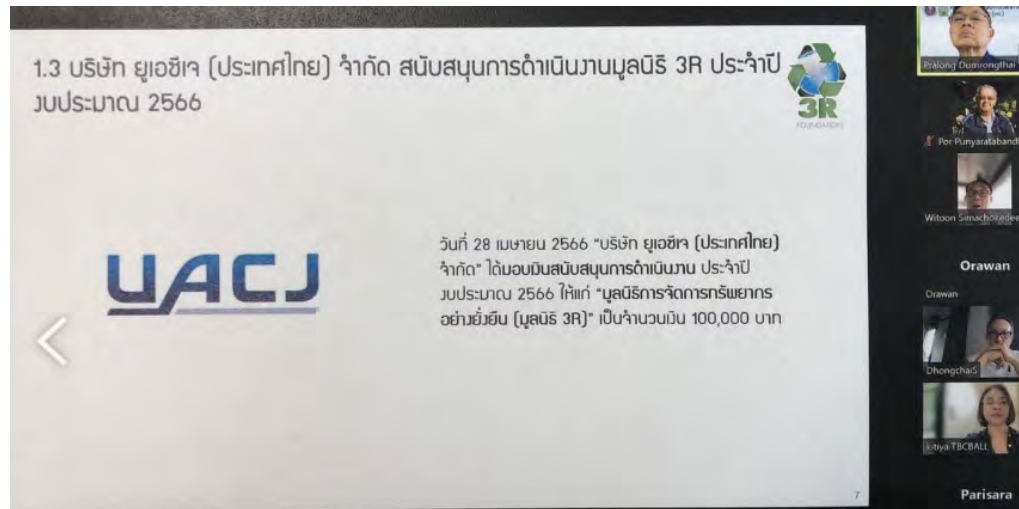 1.3 บริษัท ยูเอซีเจ (ประเทศไทย) จำกัด สนับสนุนการดำเนินงานมูลนิธิ 3R ประจำปี
งบประมาณ 2566
3R
FOUNDATION
UACJ
วันที่ 28 เมษายน 2566 "บริษัท ยูเอซีเจ (ประเทศไทย)
จำกัด" ได้มอบเงินสนับสนุนการดำเนินงาน ประจำปี
งบประมาณ 2566 ให้แก่ "มูลนิธิการจัดการทรัพยากร
อย่างยั่งยืน (มูลนิธิ 3R)" เป็นจำนวนเงิน 100,000 บาท
7
Pralong Dumrongthai
Por Punyaratabandl
Witoon Simachokedee
Orawan
Orawan
DhongchaiS
TBCBALL
Parisara